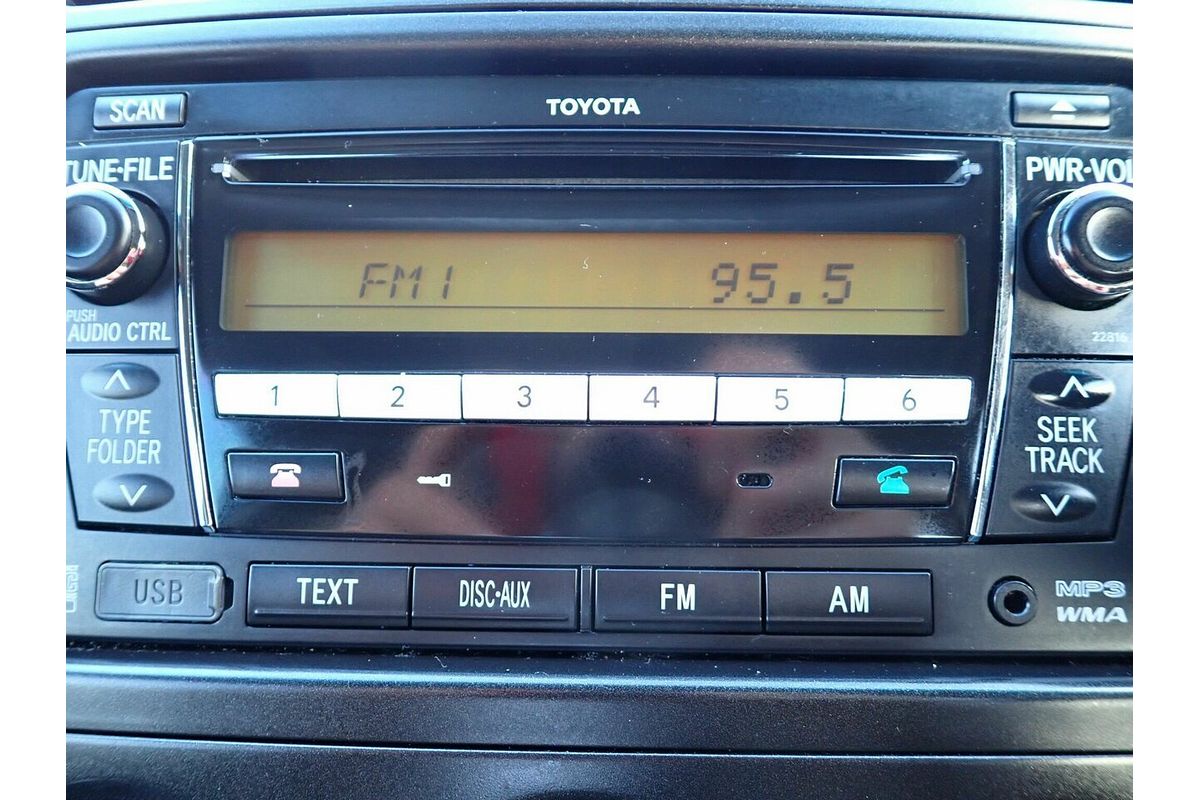 SCAN
TOYOTA
TUNE•FILE
PWR•VOL
FM1 95.5
PUSH
AUDIO CTRL
22816
1 2 3 4 5 6
TYPE
FOLDER
SEEK
TRACK
USB
TEXT
DISC•AUX
FM
AM
MP3
WMA